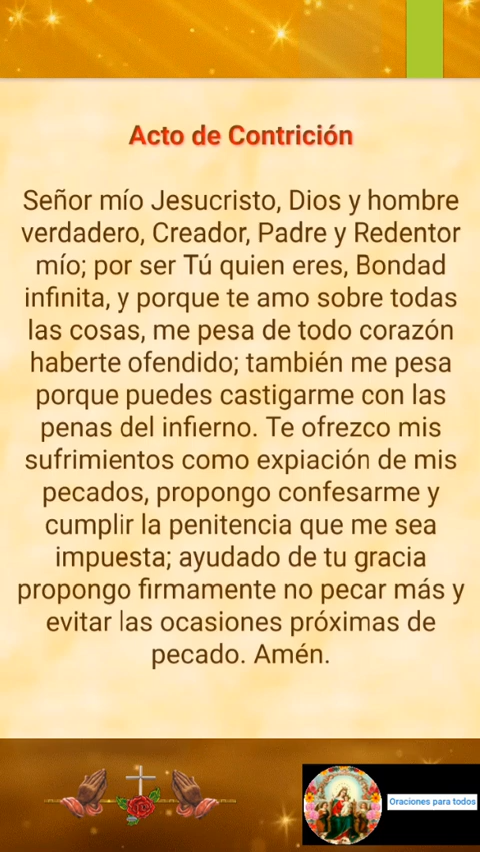 Acto de Contrición
Señor mío Jesucristo, Dios y hombre
verdadero, Creador, Padre y Redentor
mío; por ser Tú quien eres, Bondad
infinita, y porque te amo sobre todas
las cosas, me pesa de todo corazón
haberte ofendido; también me pesa
porque puedes castigarme con las
penas del infierno. Te ofrezco mis
sufrimientos como expiación de mis
pecados, propongo confesarme y
cumplir la penitencia que me sea
impuesta; ayudado de tu gracia
propongo firmamente no pecar más y
evitar las ocasiones próximas de
pecado. Amén.
Oraciones para todos